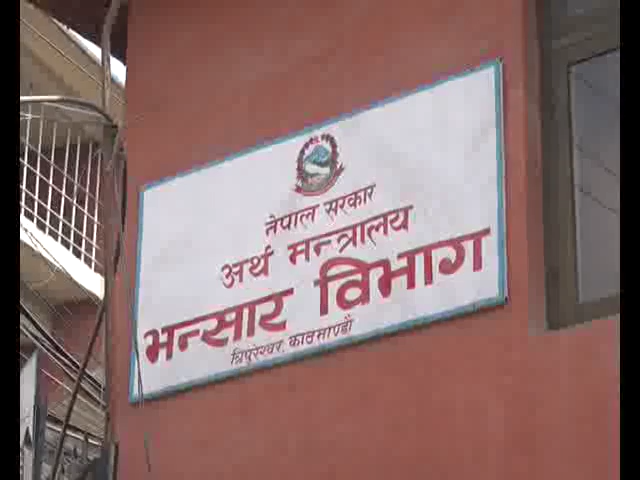 नेपाल सरकार
अर्थ मन्त्रालय
भन्सार विभाग
त्रिपुरेश्वर, काठमाण्डौ